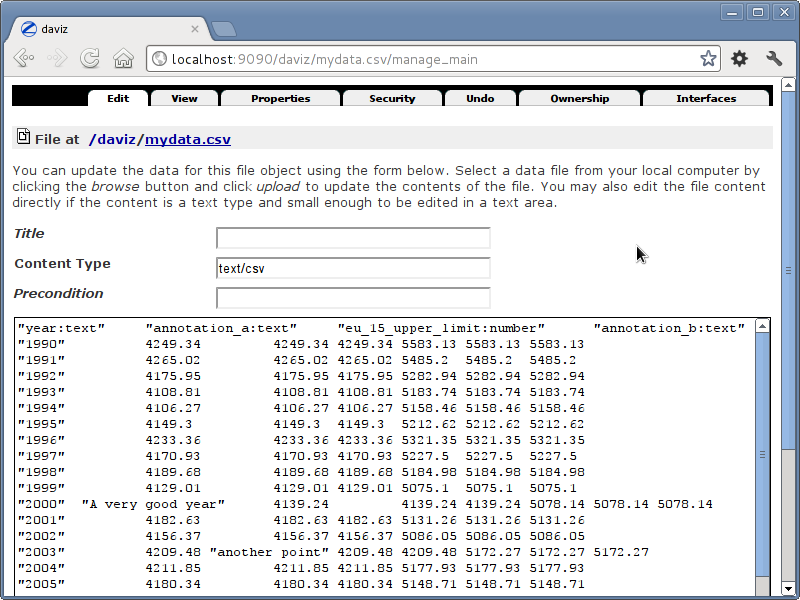 daviz
localhost:9090/daviz/mydata.csv/manage_main
Edit View Properties Security Undo Ownership Interfaces
File at /daviz/mydata.csv
You can update the data for this file object using the form below. Select a data file from your local computer by
clicking the browse button and click upload to update the contents of the file. You may also edit the file content
directly if the content is a text type and small enough to be edited in a text area.
Title
Content Type text/csv
Precondition
"year:text" "annotation_a:text" "eu_15_upper_limit:number" "annotation_b:text"
"1990" 4249.34 4249.34 4249.34 5583.13 5583.13 5583.13
"1991" 4265.02 4265.02 4265.02 5485.2 5485.2 5485.2
"1992" 4175.95 4175.95 4175.95 5282.94 5282.94 5282.94
"1993" 4108.81 4108.81 4108.81 5183.74 5183.74 5183.74
"1994" 4106.27 4106.27 4106.27 5158.46 5158.46 5158.46
"1995" 4149.3 4149.3 4149.3 5212.62 5212.62 5212.62
"1996" 4233.36 4233.36 4233.36 5321.35 5321.35 5321.35
"1997" 4170.93 4170.93 4170.93 5227.5 5227.5 5227.5
"1998" 4189.68 4189.68 4189.68 5184.98 5184.98 5184.98
"1999" 4129.01 4129.01 4129.01 5075.1 5075.1 5075.1
"2000" "A very good year" 4139.24 4139.24 4139.24 5078.14 5078.14 5078.14
"2001" 4182.63 4182.63 4182.63 5131.26 5131.26 5131.26
"2002" 4156.37 4156.37 4156.37 5086.05 5086.05 5086.05
"2003" 4209.48 "another point" 4209.48 4209.48 5172.27 5172.27 5172.27
"2004" 4211.85 4211.85 4211.85 5177.93 5177.93 5177.93
"2005" 4180.34 4180.34 4180.34 5148.71 5148.71 5148.71